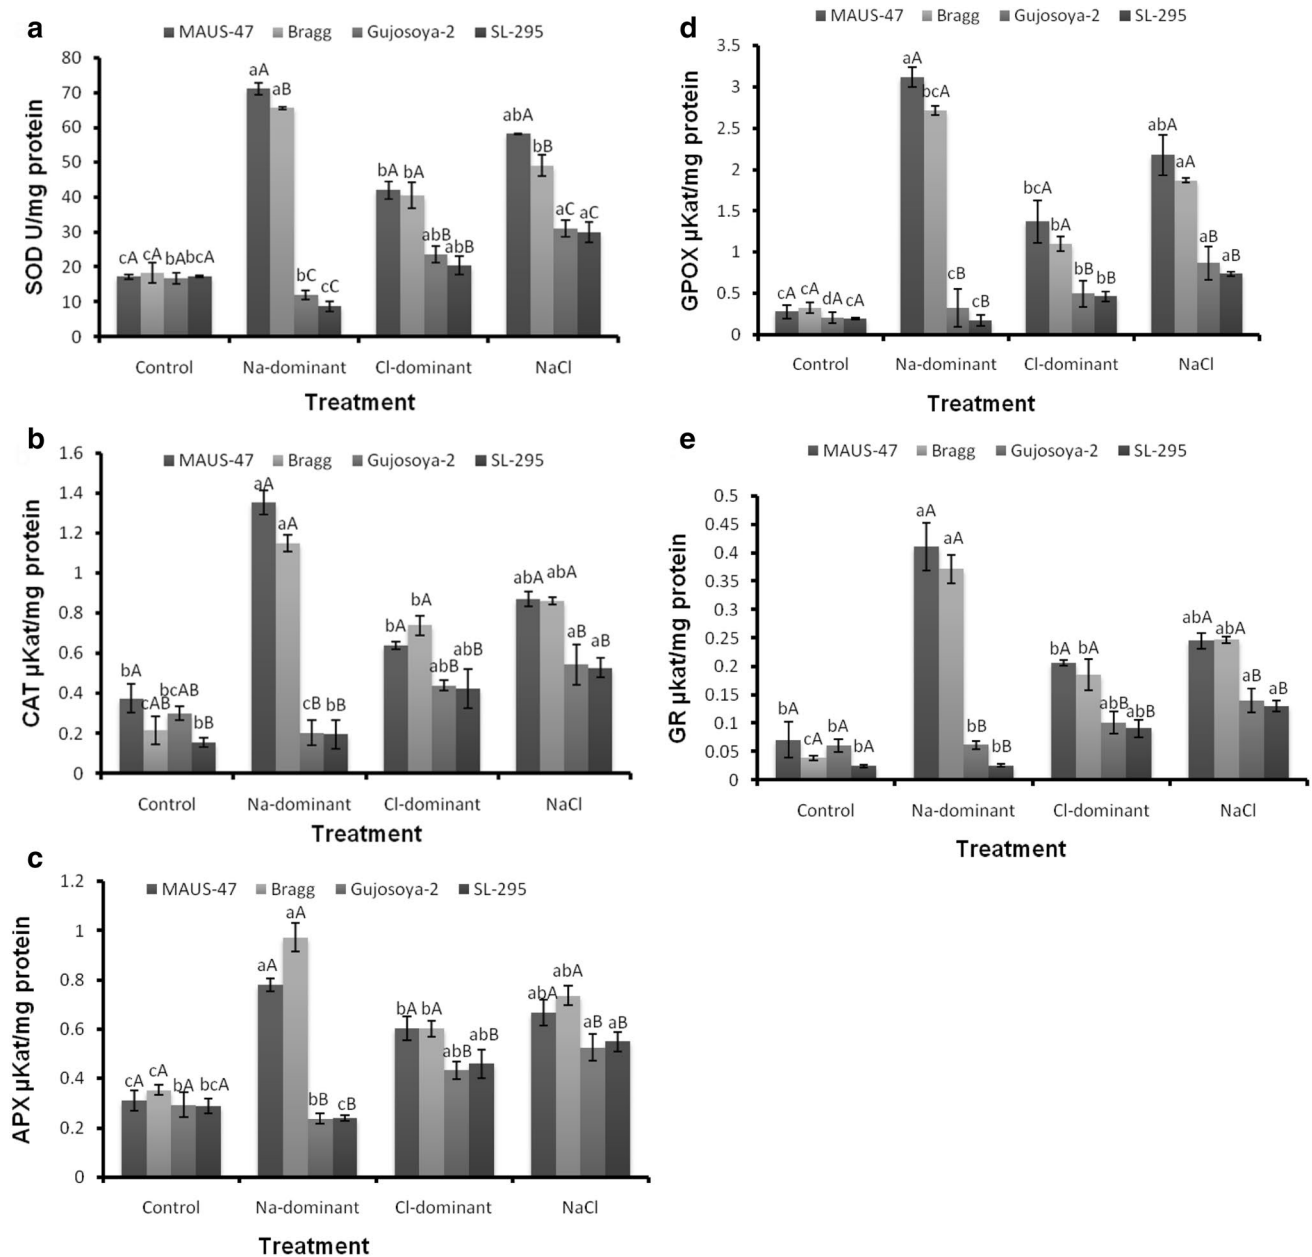 a
MAUS-47 Bragg Gujosoya-2 SL-295
SOD U/mg protein
80
70
60
50
40
30
20
10
0
cA cA bA bcA
aA aB bC cC
bA bA abB abB
abA bB aC aC
Control Na-dominant Cl-dominant NaCl
Treatment
b
MAUS-47 Bragg Gujosoya-2 SL-295
CAT µKat/mg protein
1.6
1.4
1.2
1
0.8
0.6
0.4
0.2
0
bA cAB bcAB bB
aA aA cB bB
bA bA abB abB
abA abA aB aB
Control Na-dominant Cl-dominant NaCl
Treatment
c
MAUS-47 Bragg Gujosoya-2 SL-295
APX µKat/mg protein
1.2
1
0.8
0.6
0.4
0.2
0
cA cA bA bcA
aA aA bB cB
bA bA abB abB
abA abA aB aB
Control Na-dominant Cl-dominant NaCl
Treatment
d
MAUS-47 Bragg Gujosoya-2 SL-295
GPOX µKat/mg protein
3.5
3
2.5
2
1.5
1
0.5
0
cA cA dA cA
aA bcA cB cB
bcA bA bB bB
abA aA aB aB
Control Na-dominant Cl-dominant NaCl
Treatment
e
MAUS-47 Bragg Gujosoya-2 SL-295
GR µkat/mg protein
0.5
0.45
0.4
0.35
0.3
0.25
0.2
0.15
0.1
0.05
0
bA cA bA bA
aA aA bB bB
bA bA abB abB
abA abA aB aB
Control Na-dominant Cl-dominant NaCl
Treatment